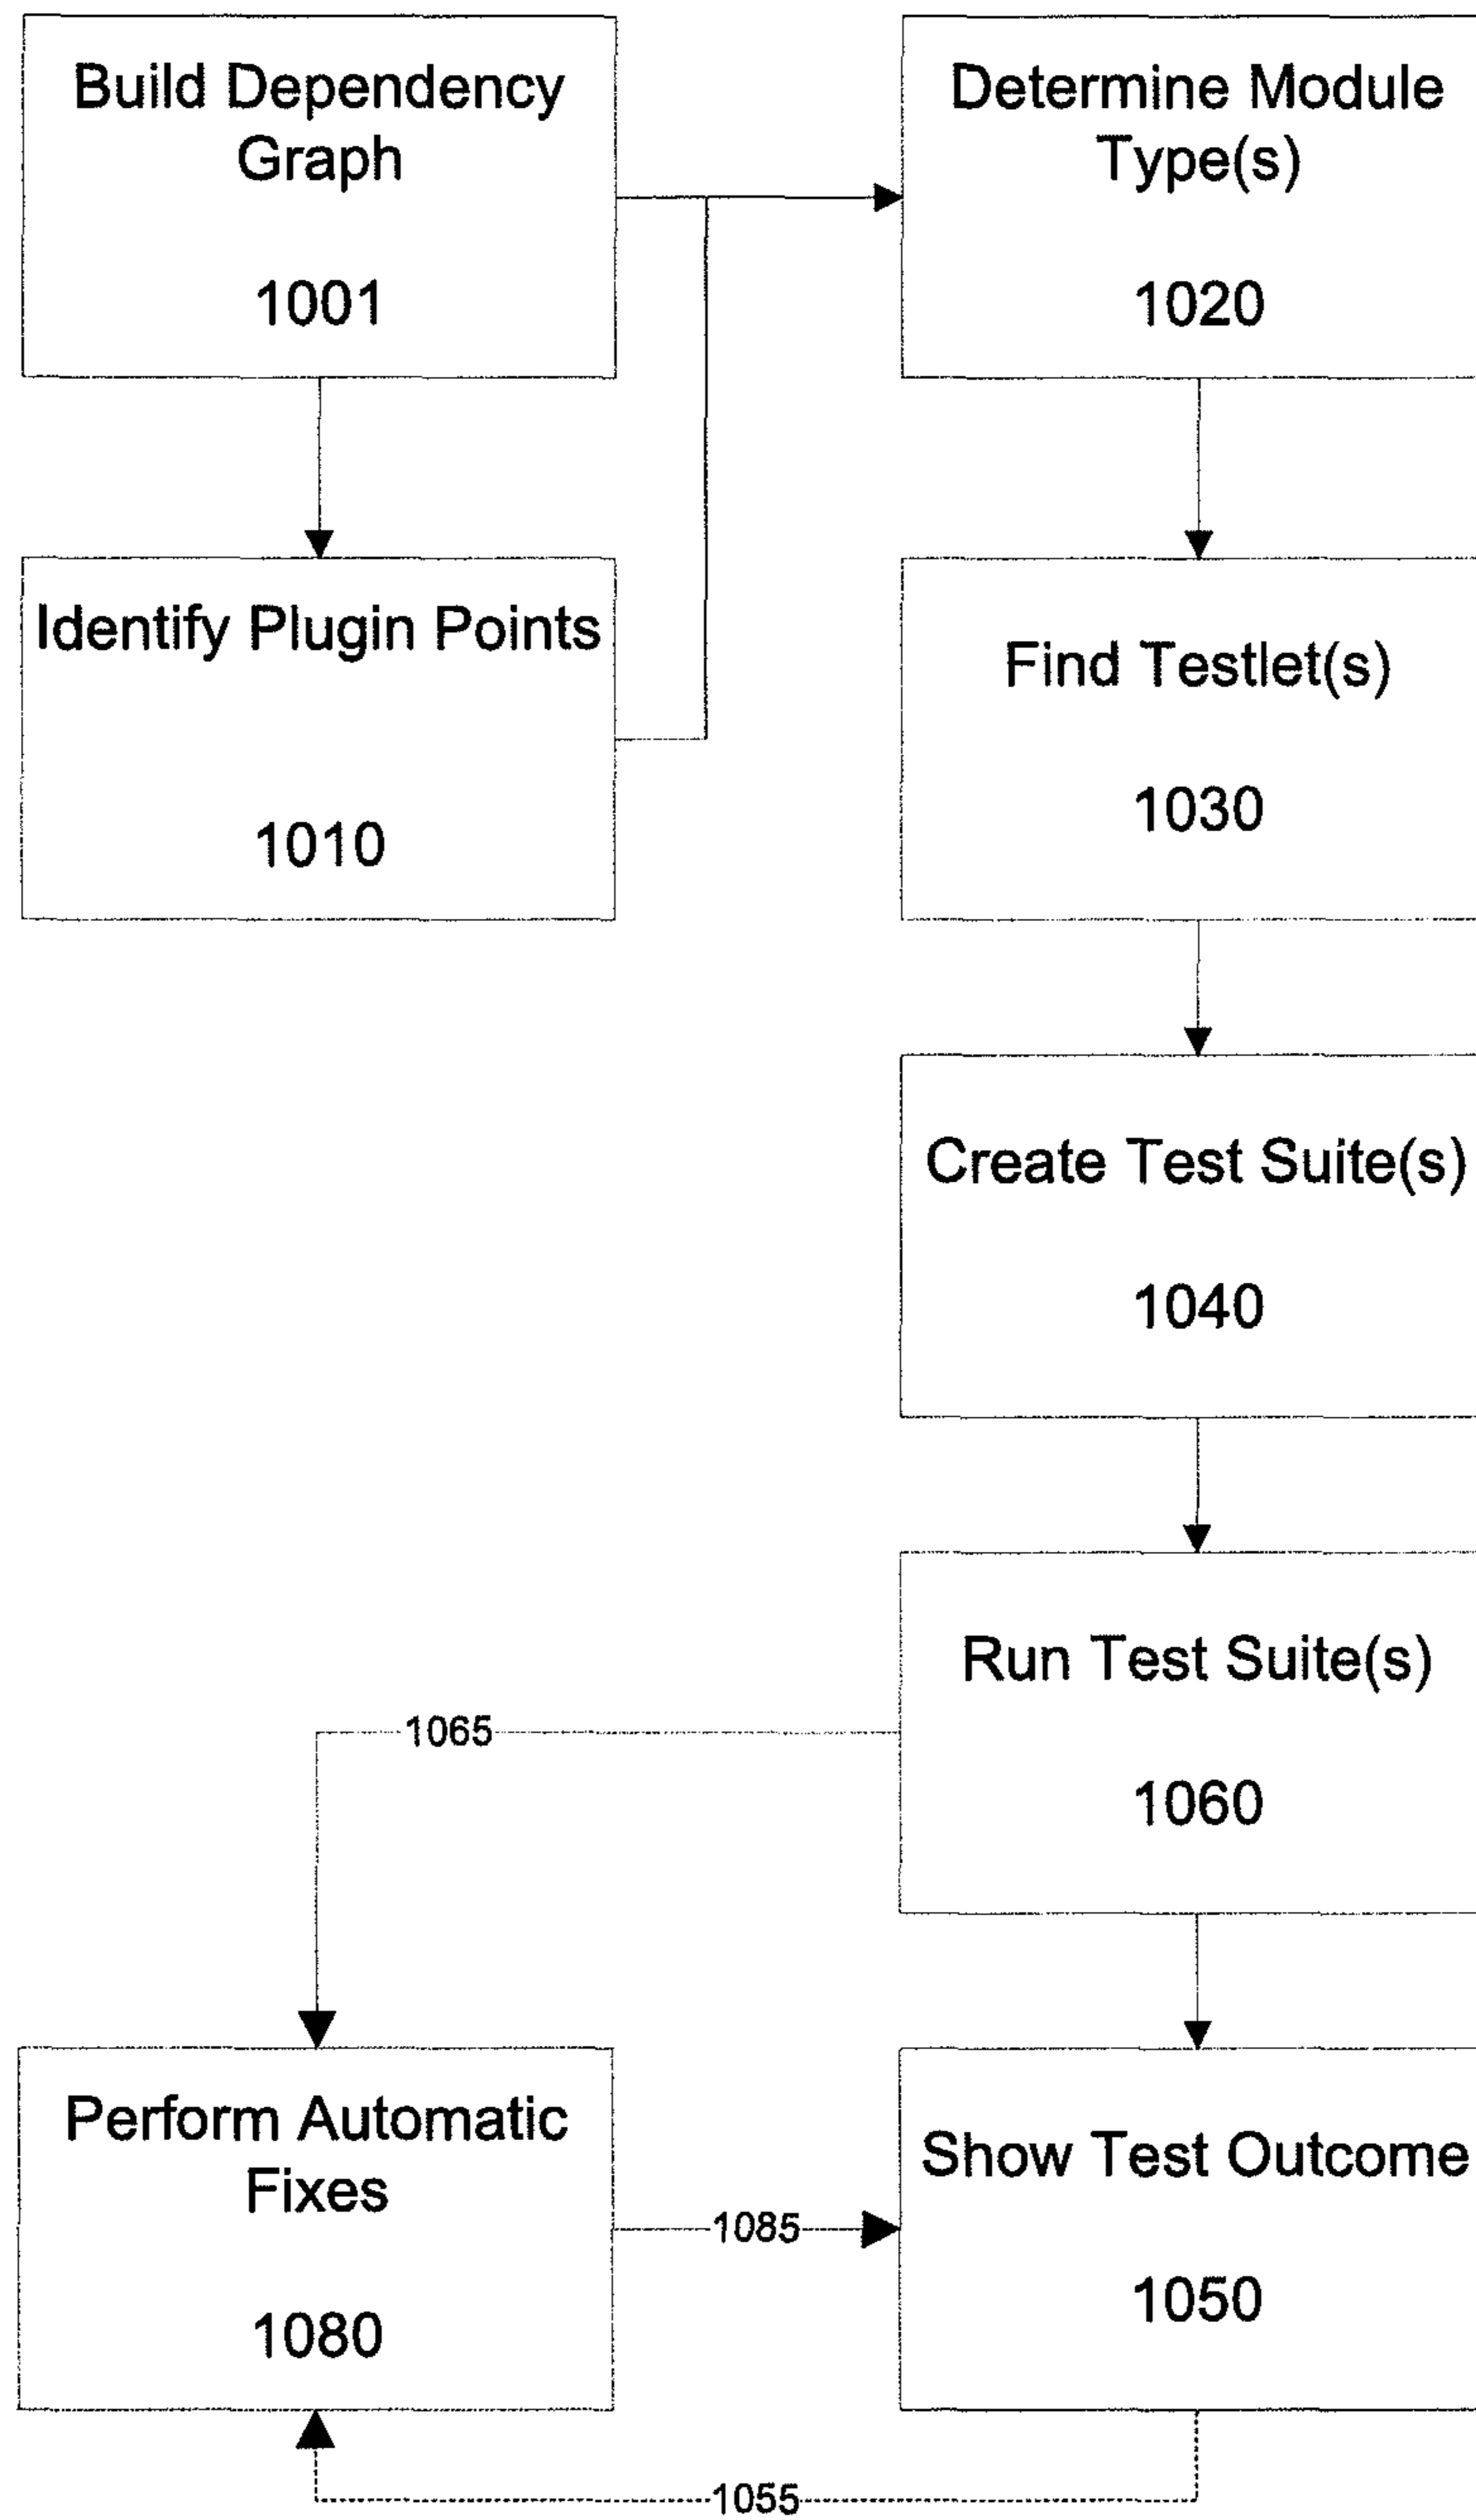 Build Dependency
Graph
1001
Determine Module
Type(s)
1020
Identify Plugin Points
1010
Find Testlet(s)
1030
Create Test Suite(s)
1040
Run Test Suite(s)
1060
1065
Perform Automatic
Fixes
1080
1085
Show Test Outcome
1050
1055